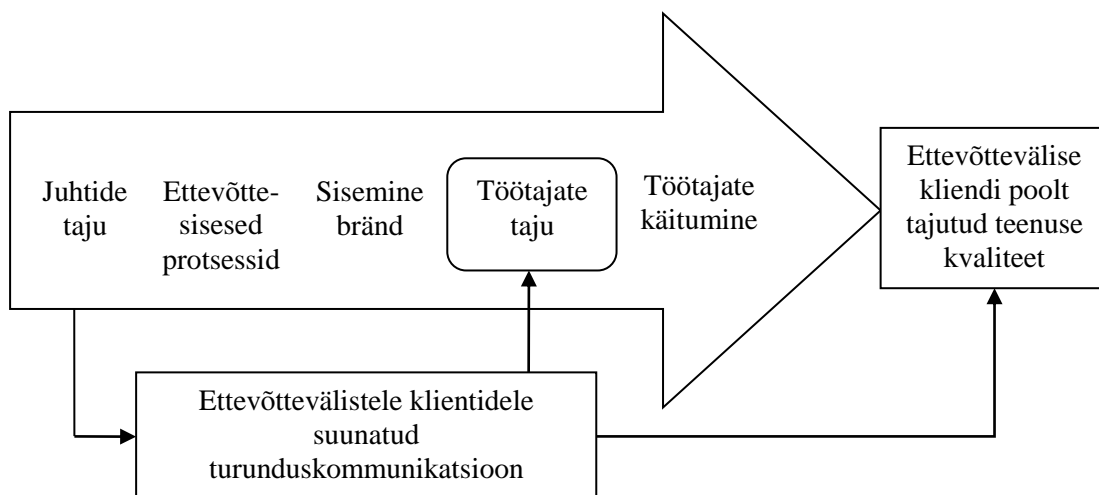 Juhtide
taju
Ettevõtte-
sisesed
protsessid
Sisemine
bränd
Töötajate
taju
Töötajate
käitumine
Ettevõttevälise
kliendi poolt
tajutud teenuse
kvaliteet
Ettevõttevälistele klientidele
suunatud
turunduskommunikatsioon